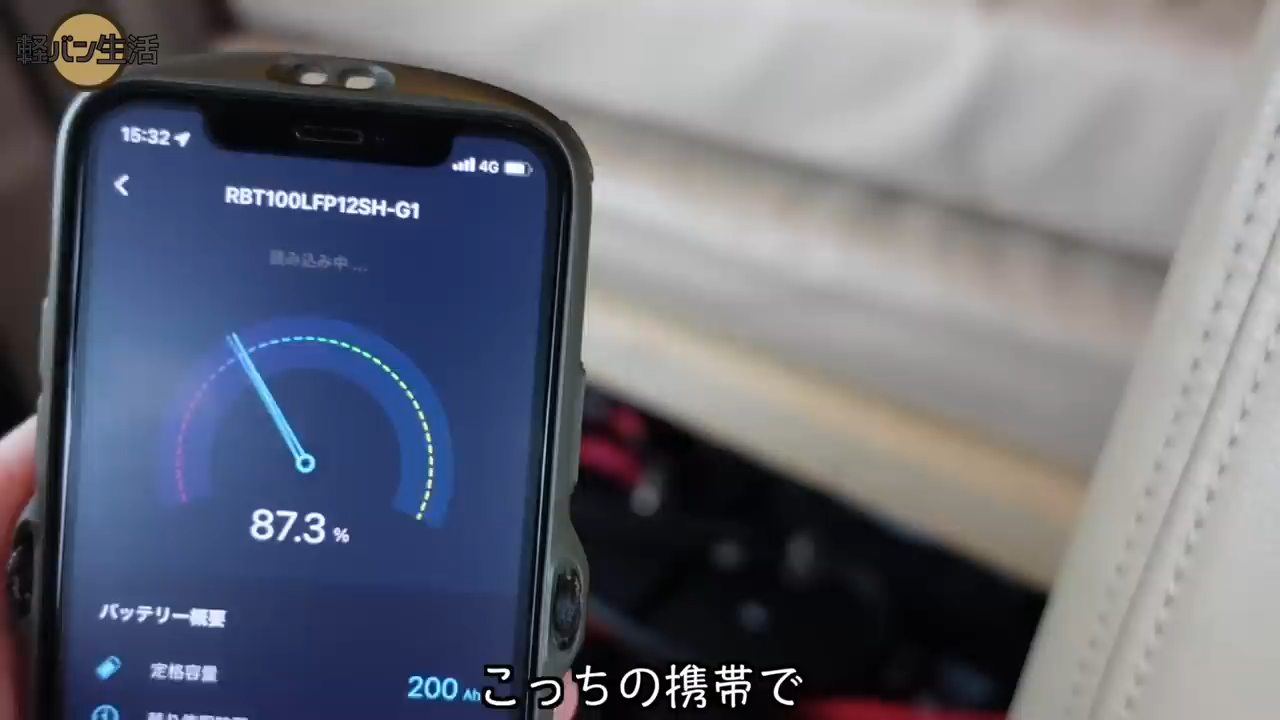 軽バン生活
15:32
4G
RBT100LFP12SH-G1
読み込み中...
87.3 %
バッテリー概要
定格容量
200 Ah
こっちの携帯で